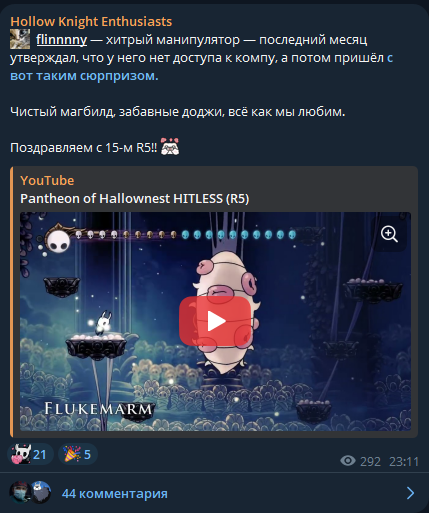 Hollow Knight Enthusiasts
flinnnny — хитрый манипулятор — последний месяц
утверждал, что у него нет доступа к компу, а потом пришёл с
вот таким сюрпризом.
Чистый магбилд, забавные доджи, всё как мы любим.
Поздравляем с 15-м R5!!
YouTube
Pantheon of Hallownest HITLESS (R5)
FLUKEMARM
21
5
292 23:11
44 комментария